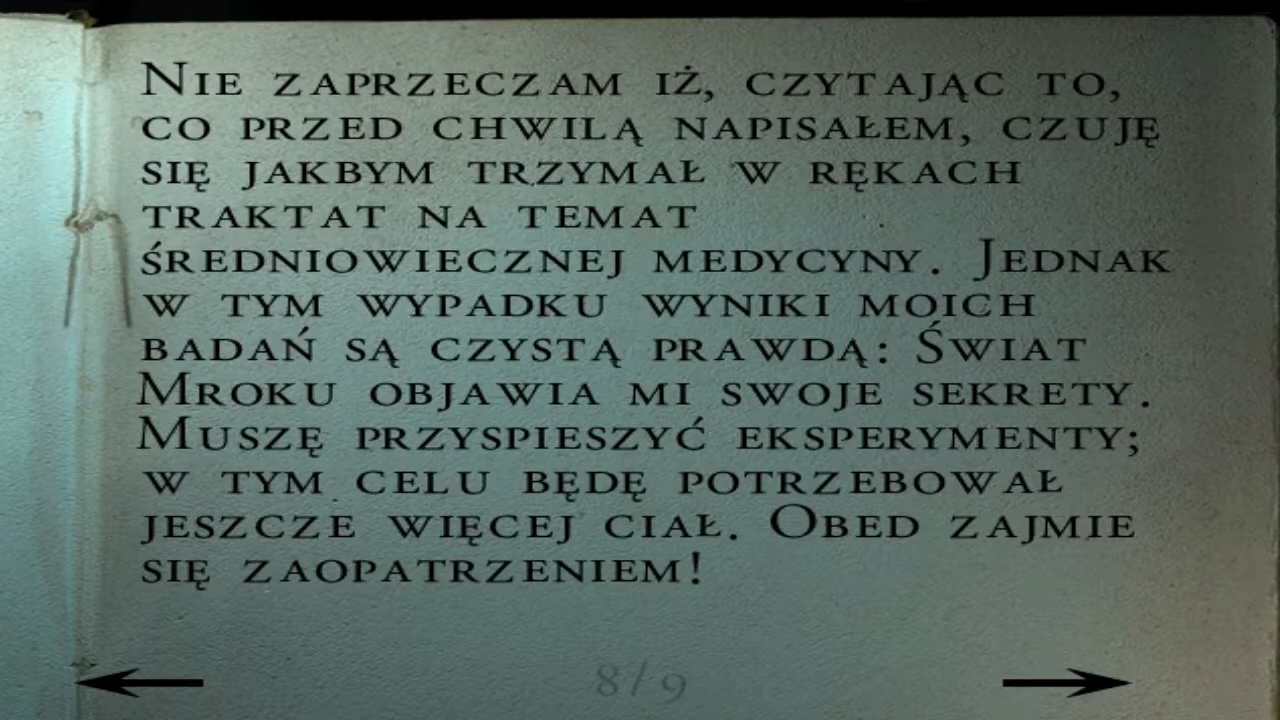 Nie zaprzeczam iż, czytając to,
co przed chwilą napisałem, czuję
się jakbym trzymał w rękach
traktat na temat
średniowiecznej medycyny. Jednak
w tym wypadku wyniki moich
badań są czystą prawdą: Świat
Mroku objawia mi swoje sekrety.
Muszę przyspieszyć eksperymenty;
w tym celu będę potrzebował
jeszcze więcej ciał. Obed zajmie
się zaopatrzeniem!
8/9